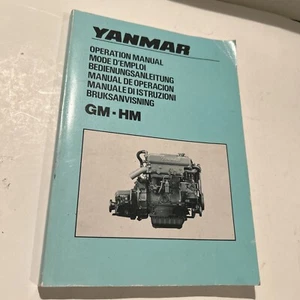 YANMAR
OPERATION MANUAL
MODE D'EMPLOI
BEDIENUNGSANLEITUNG
MANUAL DE OPERACION
MANUALE DI ISTRUZIONI
BRUKSANVISNING
GM·HM